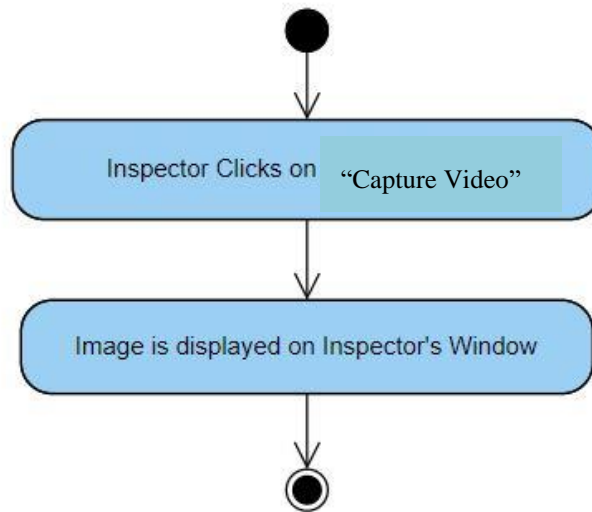 Inspector Clicks on “Capture Video”
Image is displayed on Inspector's Window